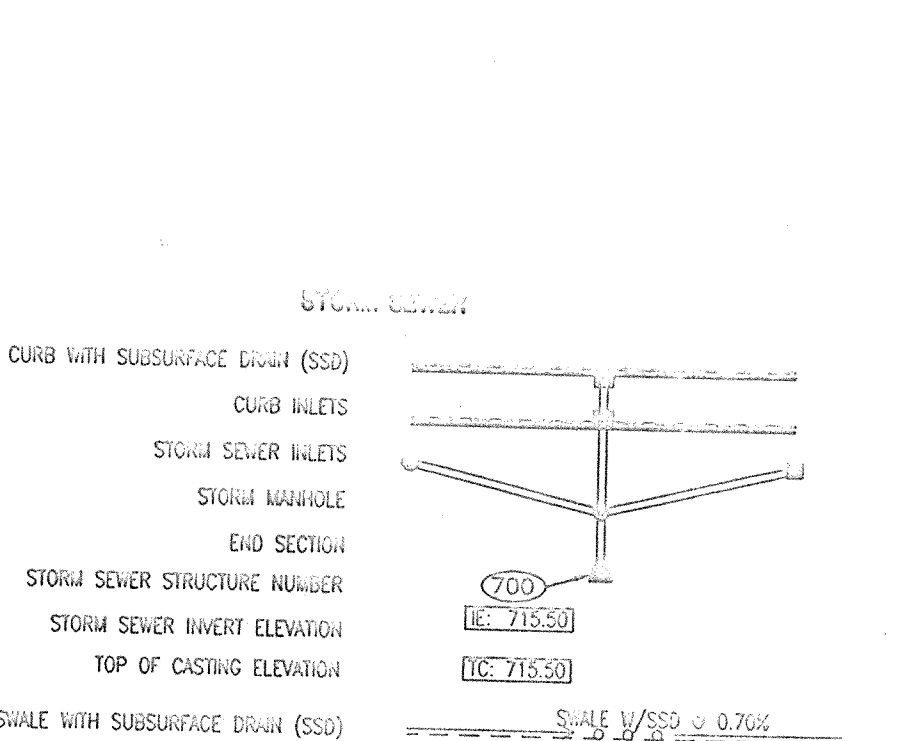 STORM SEWER
CURB WITH SUBSURFACE DRAIN (SSD)
CURB INLETS
STORM SEWER INLETS
STORM MANHOLE
END SECTION
STORM SEWER STRUCTURE NUMBER
700
STORM SEWER INVERT ELEVATION
IE: 715.50
TOP OF CASTING ELEVATION
TC: 715.50
SWALE WITH SUBSURFACE DRAIN (SSD)
SWALE W/SSD @ 0.70%